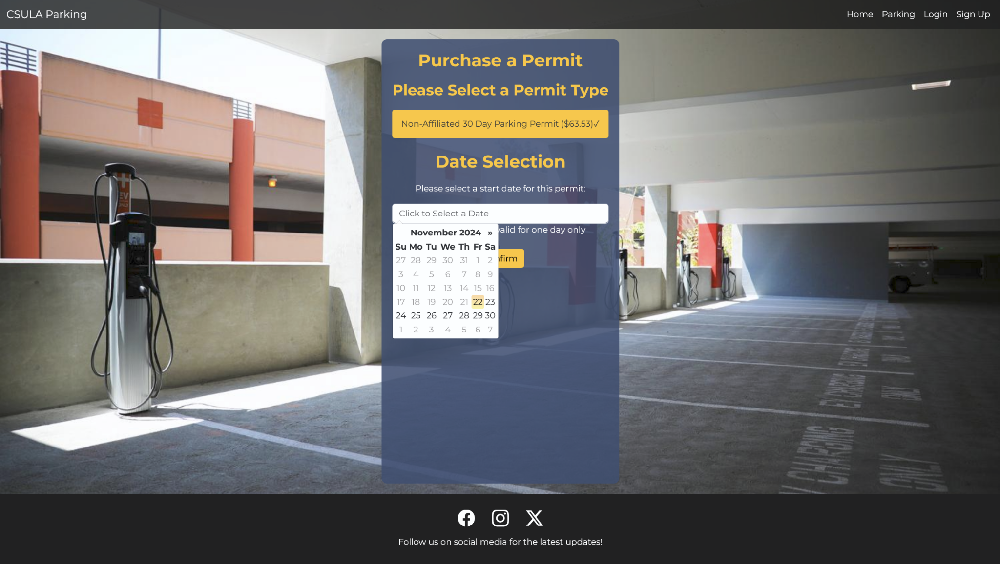 CSULA Parking
Home Parking Login Sign Up
Purchase a Permit
Please Select a Permit Type
Non-Affiliated 30 Day Parking Permit ($63.53)✓
Date Selection
Please select a start date for this permit:
Click to Select a Date
valid for one day only
November 2024 »
Su Mo Tu We Th Fr Sa
27 28 29 30 31 1 2
3 4 5 6 7 8 9
10 11 12 13 14 15 16
17 18 19 20 21 22 23
24 25 26 27 28 29 30
1 2 3 4 5 6 7
nfirm
EV
ONLY
CHARGING
ONLY
Follow us on social media for the latest updates!